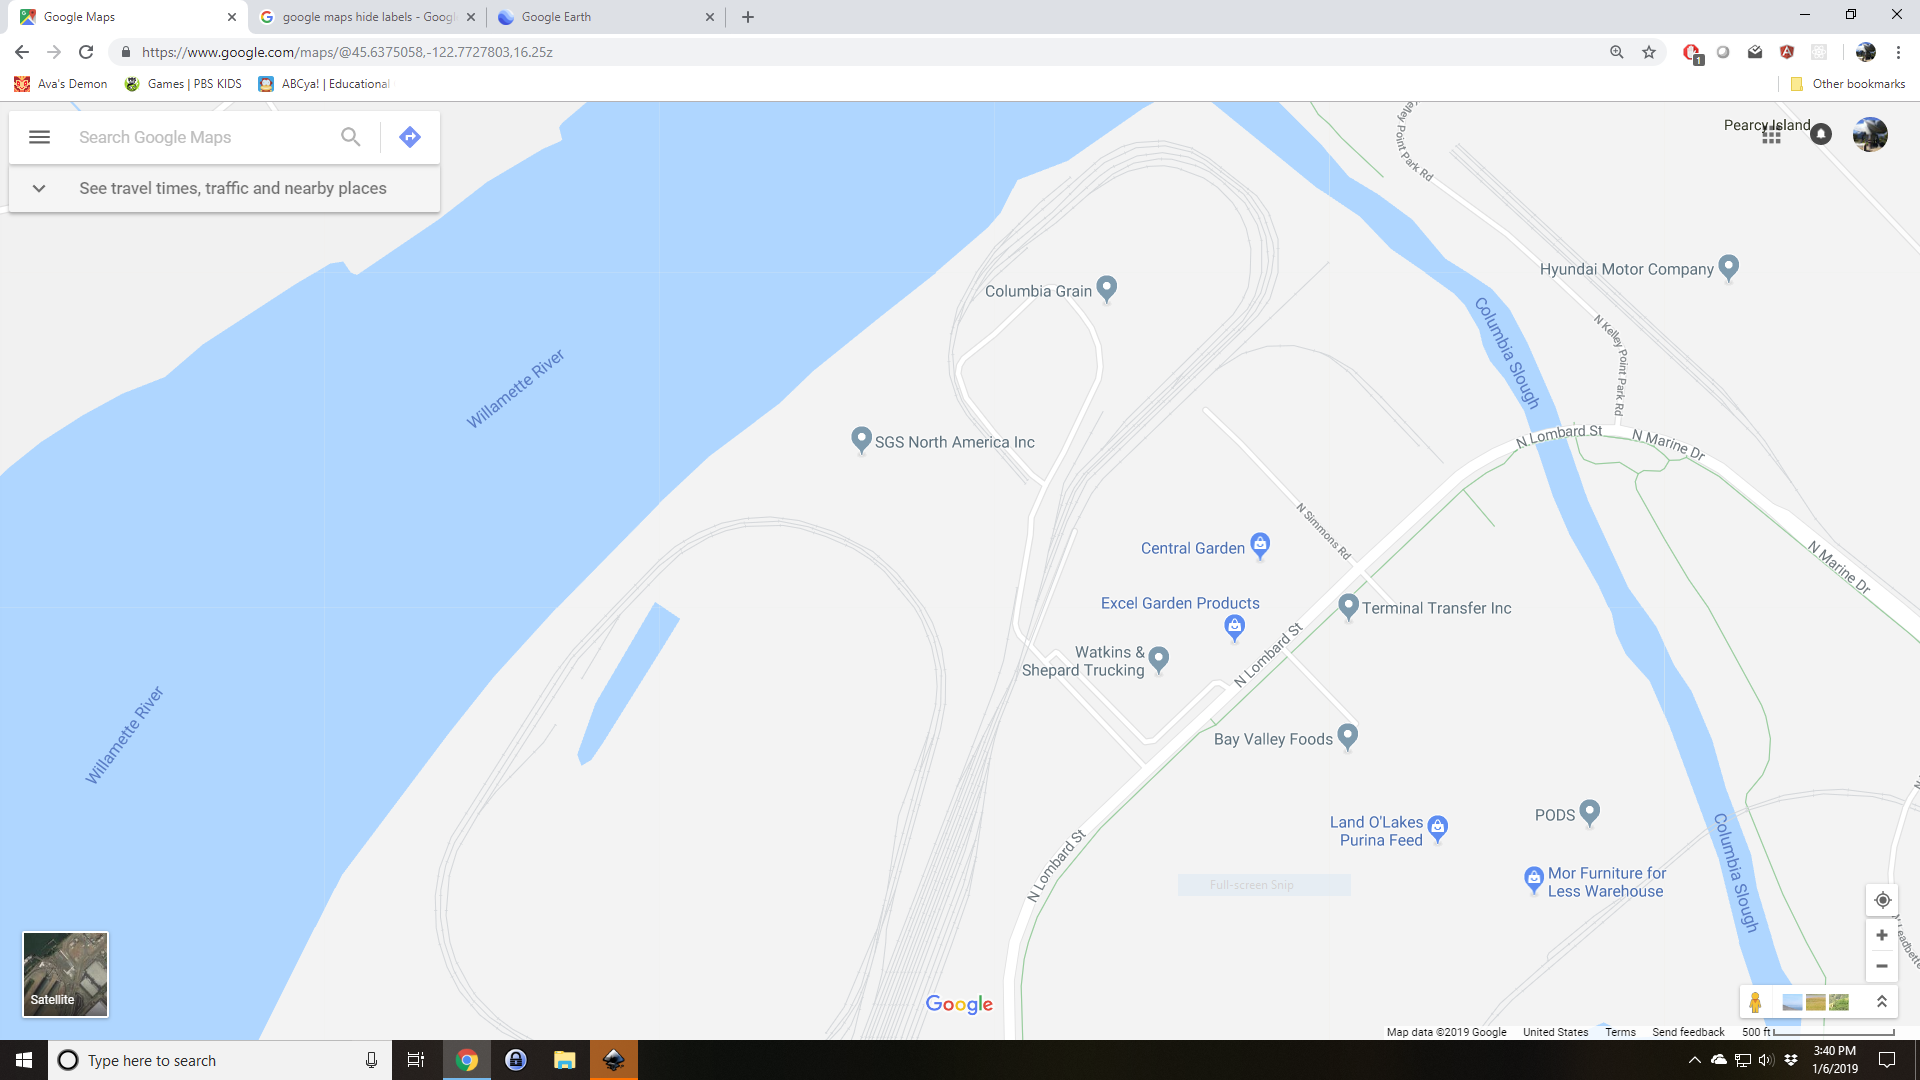 Google Maps
google maps hide labels - Googl
Google Earth
https://www.google.com/maps/@45.6375058,-122.7727803,16.25z
1
Ava's Demon
Games | PBS KIDS
ABCya! | Educational
Other bookmarks
Search Google Maps
See travel times, traffic and nearby places
Pearcy Island
Kelley Point Park Rd
Hyundai Motor Company
Columbia Grain
Columbia Slough
N Kelley Point Park Rd
Willamette River
SGS North America Inc
N Lombard St
N Marine Dr
N Simmons Rd
Central Garden
N Marine Dr
Excel Garden Products
Terminal Transfer Inc
Watkins &
Shepard Trucking
N Lombard St
Willamette River
Bay Valley Foods
PODS
Land O'Lakes
Purina Feed
Columbia Slough
N Lombard St
Mor Furniture for
Less Warehouse
Full-screen Snip
Satellite
Google
Map data ©2019 Google
United States
Terms
Send feedback
500 ft
Type here to search
3:40 PM
1/6/2019